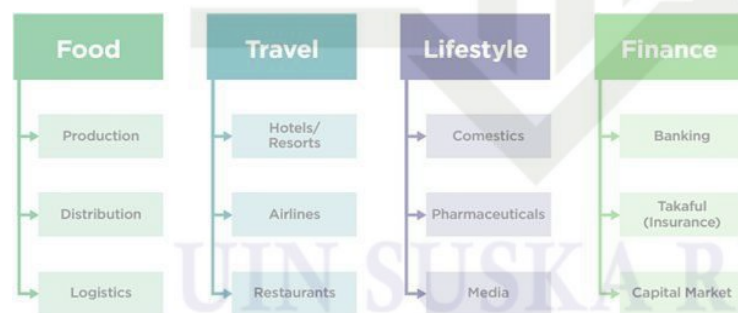 Food
Production
Distribution
Logistics
Travel
Hotels/
Resorts
Airlines
Restaurants
Lifestyle
Comestics
Pharmaceuticals
Media
Finance
Banking
Takaful
(Insurance)
Capital Market
UIN SUSKA R